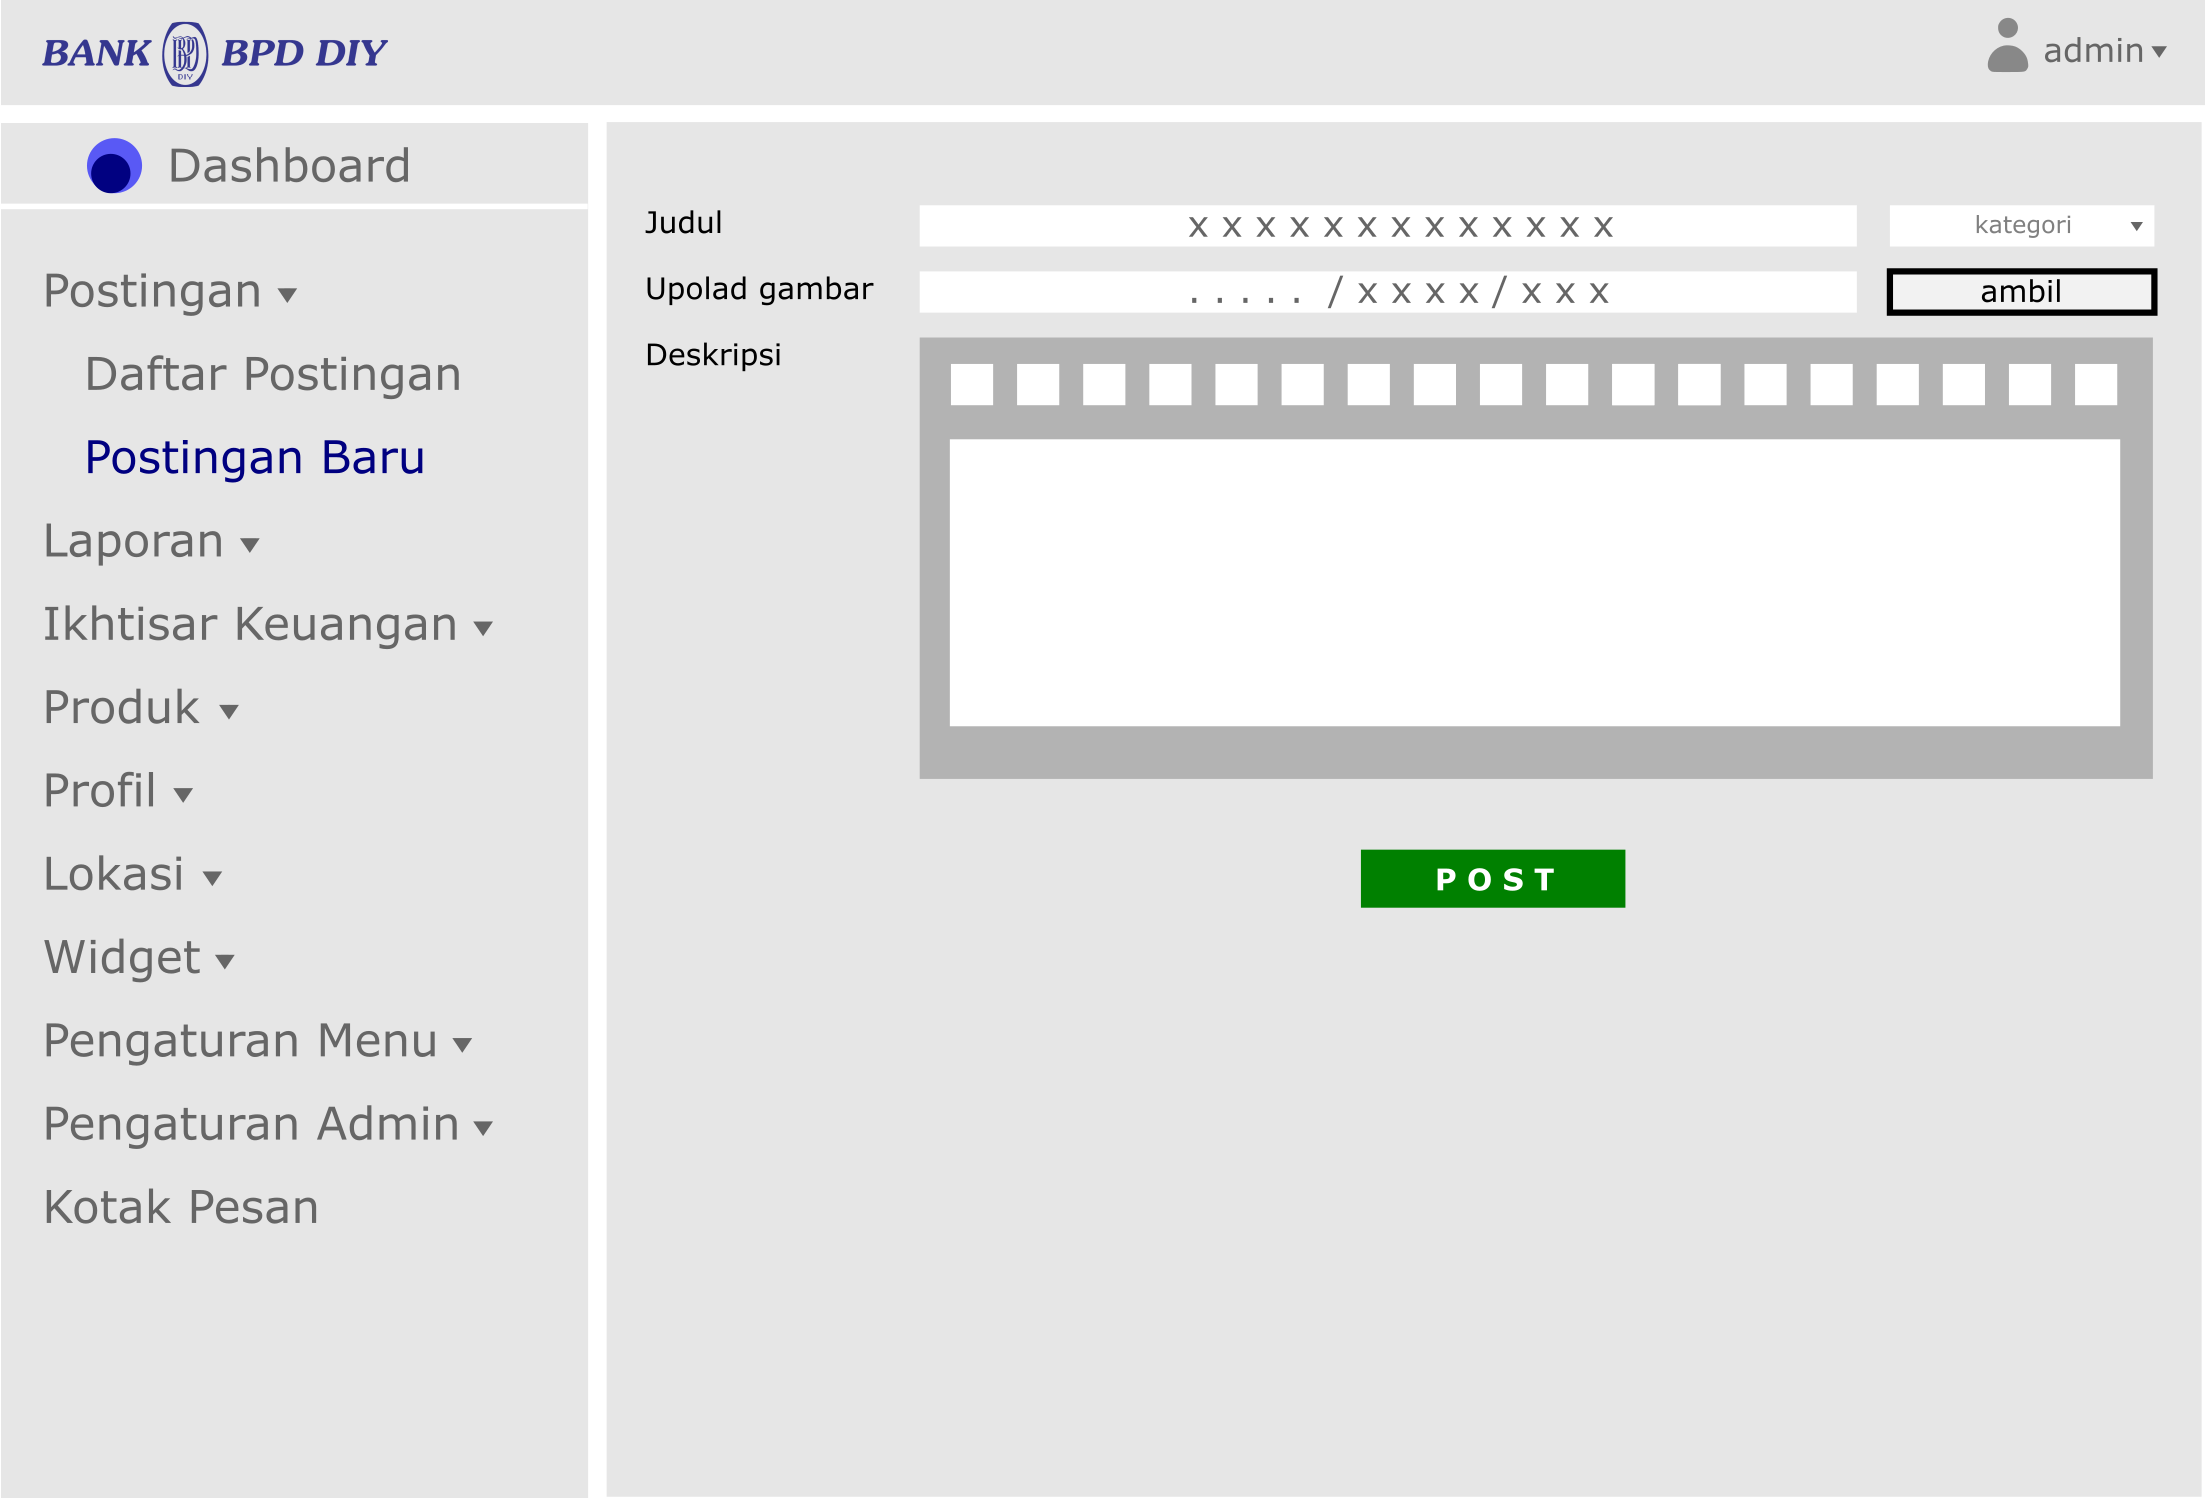 BANK BPD DIY
DIY
admin
Dashboard
Postingan
Daftar Postingan
Postingan Baru
Laporan
Ikhtisar Keuangan
Produk
Profil
Lokasi
Widget
Pengaturan Menu
Pengaturan Admin
Kotak Pesan
Judul
x x x x x x x x x x x x x
kategori
Upolad gambar
. . . . . / x x x x / x x x
ambil
Deskripsi
P O S T